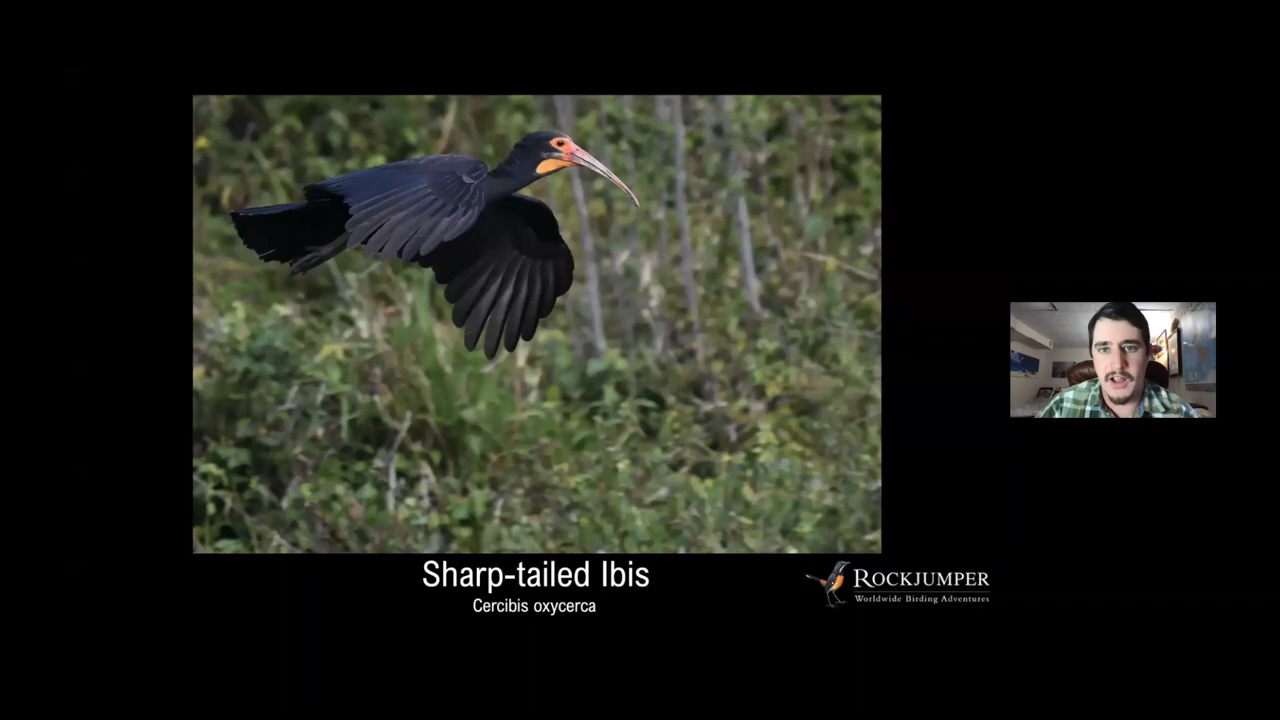 Sharp-tailed Ibis
Cercibis oxycerca
ROCKJUMPER
Worldwide Birding Adventures